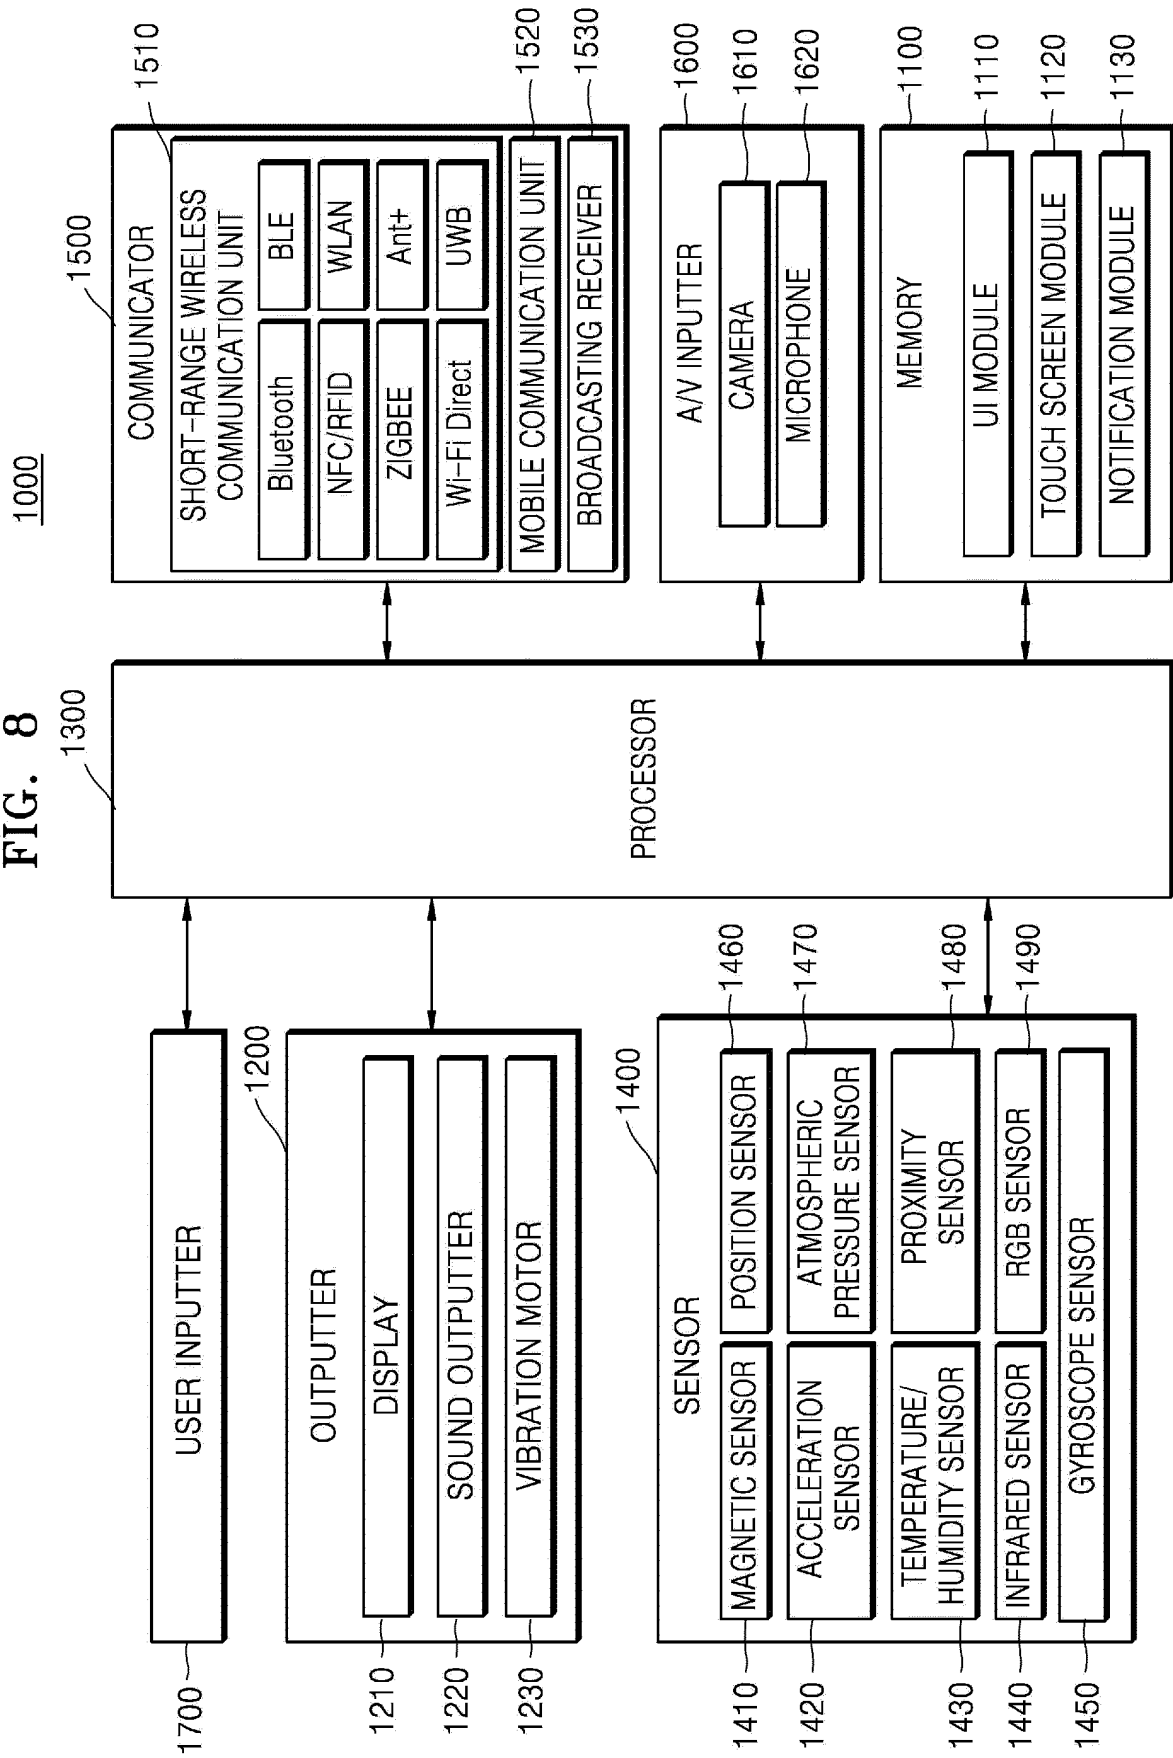 FIG. 8
1000
1700
USER INPUTTER
1200
OUTPUTTER
1210
DISPLAY
1220
SOUND OUTPUTTER
1230
VIBRATION MOTOR
1400
SENSOR
1410
MAGNETIC SENSOR
POSITION SENSOR
1460
1420
ACCELERATION
SENSOR
ATMOSPHERIC
PRESSURE SENSOR
1470
1430
TEMPERATURE/
HUMIDITY SENSOR
PROXIMITY
SENSOR
1480
1440
INFRARED SENSOR
RGB SENSOR
1490
1450
GYROSCOPE SENSOR
1300
PROCESSOR
1500
COMMUNICATOR
1510
SHORT-RANGE WIRELESS
COMMUNICATION UNIT
Bluetooth
BLE
NFC/RFID
WLAN
ZIGBEE
Ant+
Wi-Fi Direct
UWB
MOBILE COMMUNICATION UNIT
1520
BROADCASTING RECEIVER
1530
1600
A/V INPUTTER
CAMERA
1610
MICROPHONE
1620
1100
MEMORY
UI MODULE
1110
TOUCH SCREEN MODULE
1120
NOTIFICATION MODULE
1130